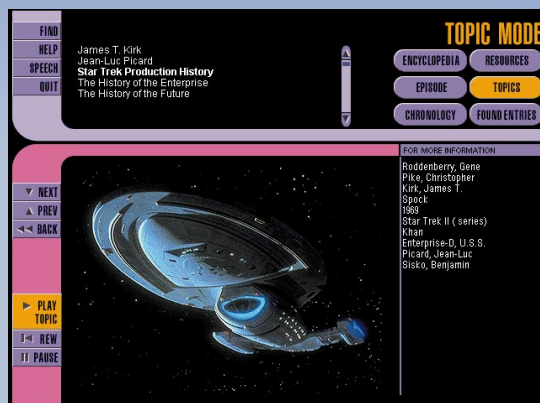 FIND
HELP
SPEECH
QUIT
James T. Kirk
Jean-Luc Picard
Star Trek Production History
The History of the Enterprise
The History of the Future
TOPIC MODE
ENCYCLOPEDIA
RESOURCES
EPISODE
TOPICS
CHRONOLOGY
FOUND ENTRIES
NEXT
PREV
BACK
PLAY
TOPIC
REW
PAUSE
FOR MORE INFORMATION
Roddenberry, Gene
Pike, Christopher
Kirk, James T.
Spock
1969
Star Trek II ( series)
Khan
Enterprise-D, U.S.S.
Picard, Jean-Luc
Sisko, Benjamin